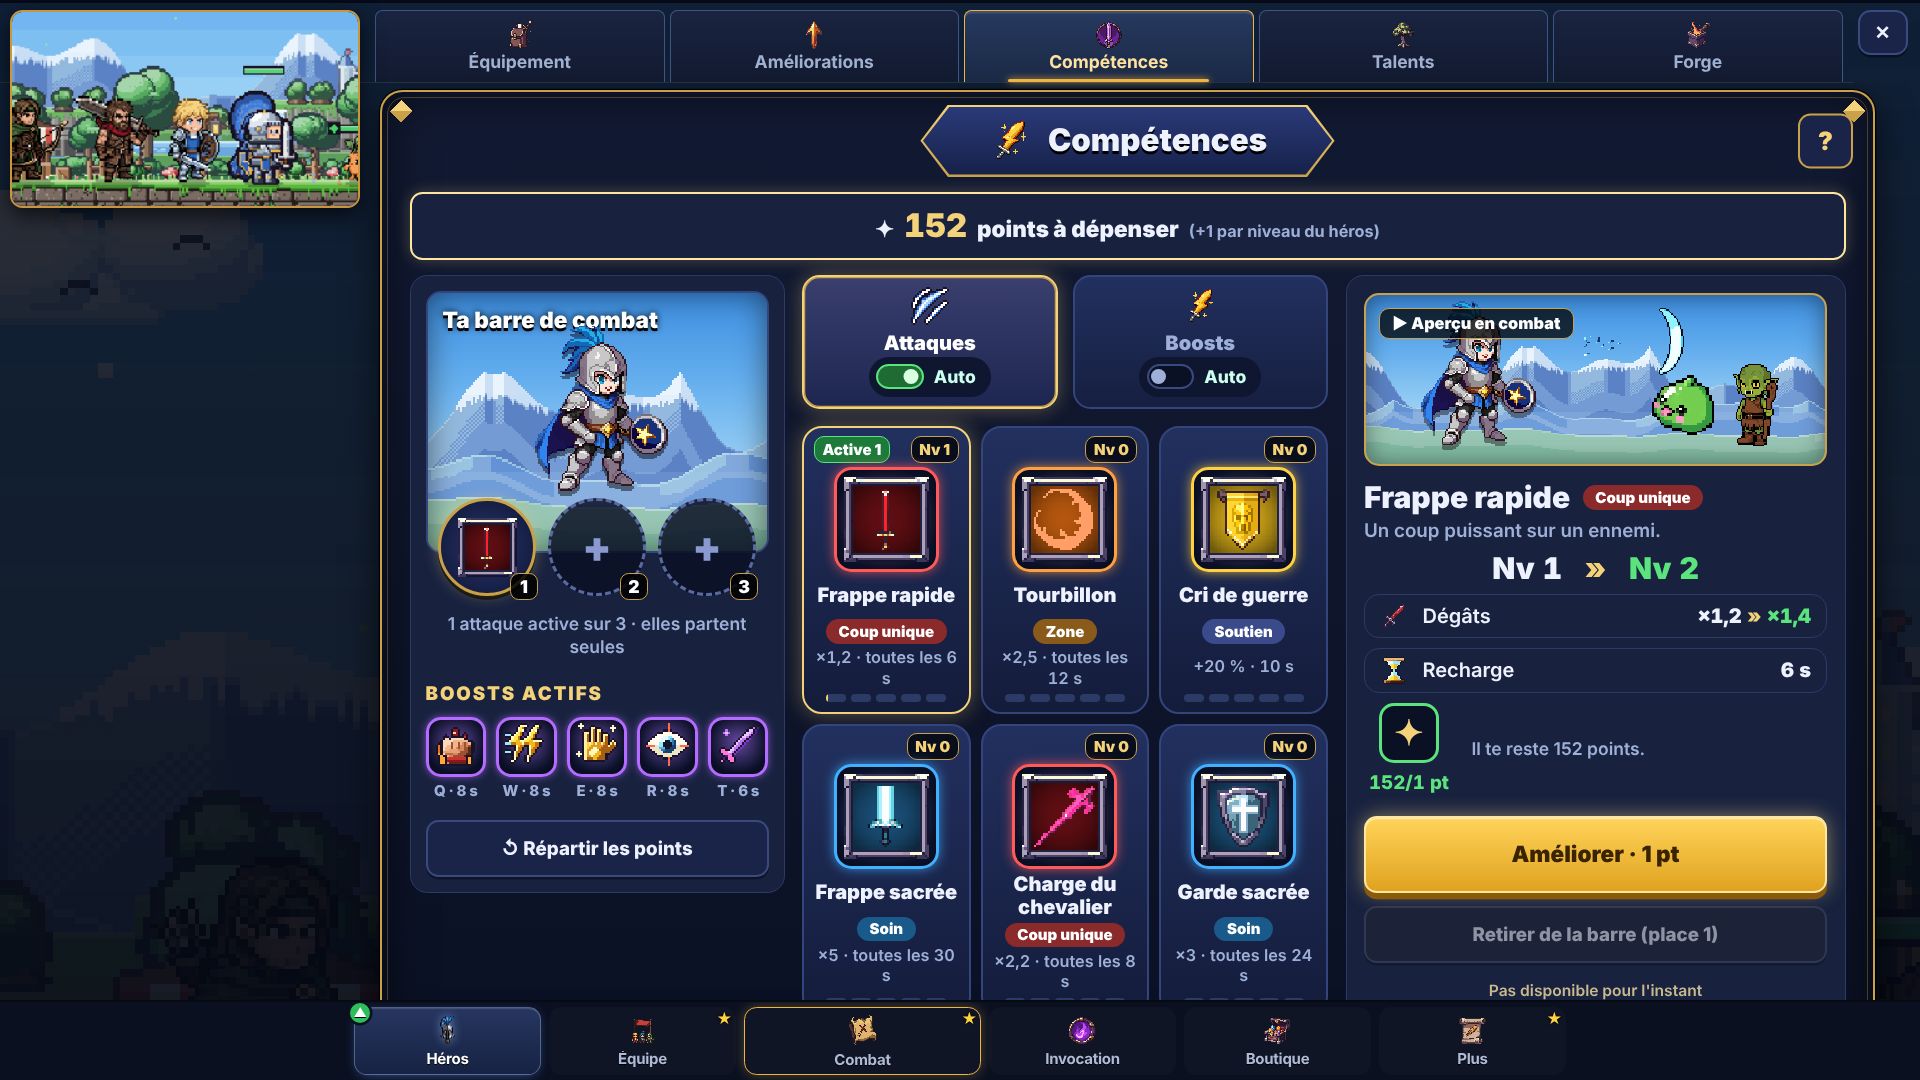 Équipement
Améliorations
Compétences
Talents
Forge
×
Compétences
?
152 points à dépenser (+1 par niveau du héros)
Ta barre de combat
1
2
3
1 attaque active sur 3 · elles partent
seules
BOOSTS ACTIFS
Q·8s
W·8s
E·8s
R·8s
T·6s
Répartir les points
Attaques
Auto
Boosts
Auto
Active 1
Nv 1
Frappe rapide
Coup unique
×1,2 · toutes les 6
s
Nv 0
Tourbillon
Zone
×2,5 · toutes les
12 s
Nv 0
Cri de guerre
Soutien
+20 % · 10 s
Nv 0
Frappe sacrée
Soin
×5 · toutes les 30
s
Nv 0
Charge du
chevalier
Coup unique
×2,2 · toutes les 8
s
Nv 0
Garde sacrée
Soin
×3 · toutes les 24
s
Aperçu en combat
Frappe rapide Coup unique
Un coup puissant sur un ennemi.
Nv 1 » Nv 2
Dégâts ×1,2 » ×1,4
Recharge 6 s
152/1 pt
Il te reste 152 points.
Améliorer · 1 pt
Retirer de la barre (place 1)
Pas disponible pour l'instant
Héros
Équipe
Combat
Invocation
Boutique
Plus